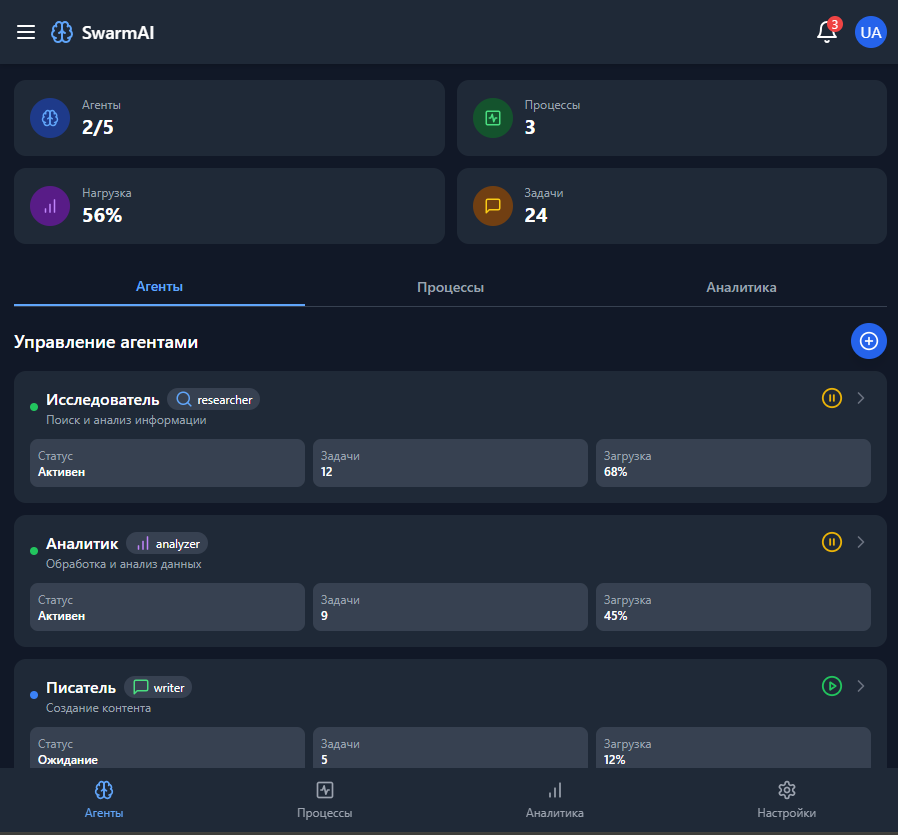 SwarmAI
3
UA
Агенты
2/5
Процессы
3
Нагрузка
56%
Задачи
24
Агенты
Процессы
Аналитика
Управление агентами
Исследователь researcher
Поиск и анализ информации
Статус
Активен
Задачи
12
Загрузка
68%
Аналитик analyzer
Обработка и анализ данных
Статус
Активен
Задачи
9
Загрузка
45%
Писатель writer
Создание контента
Статус
Ожидание
Задачи
5
Загрузка
12%
Агенты
Процессы
Аналитика
Настройки